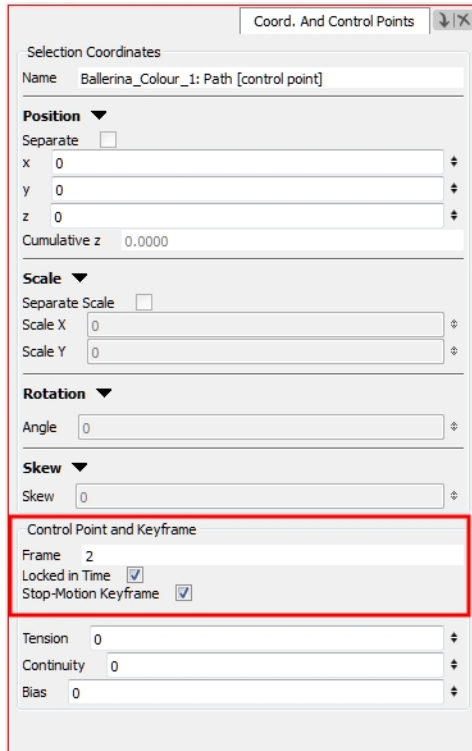 Coord. And Control Points
Selection Coordinates
Name Ballerina_Colour_1: Path [control point]
Position
Separate
x 0
y 0
z 0
Cumulative z 0.0000
Scale
Separate Scale
Scale X 0
Scale Y 0
Rotation
Angle 0
Skew
Skew 0
Control Point and Keyframe
Frame 2
Locked in Time
Stop-Motion Keyframe
Tension 0
Continuity 0
Bias 0